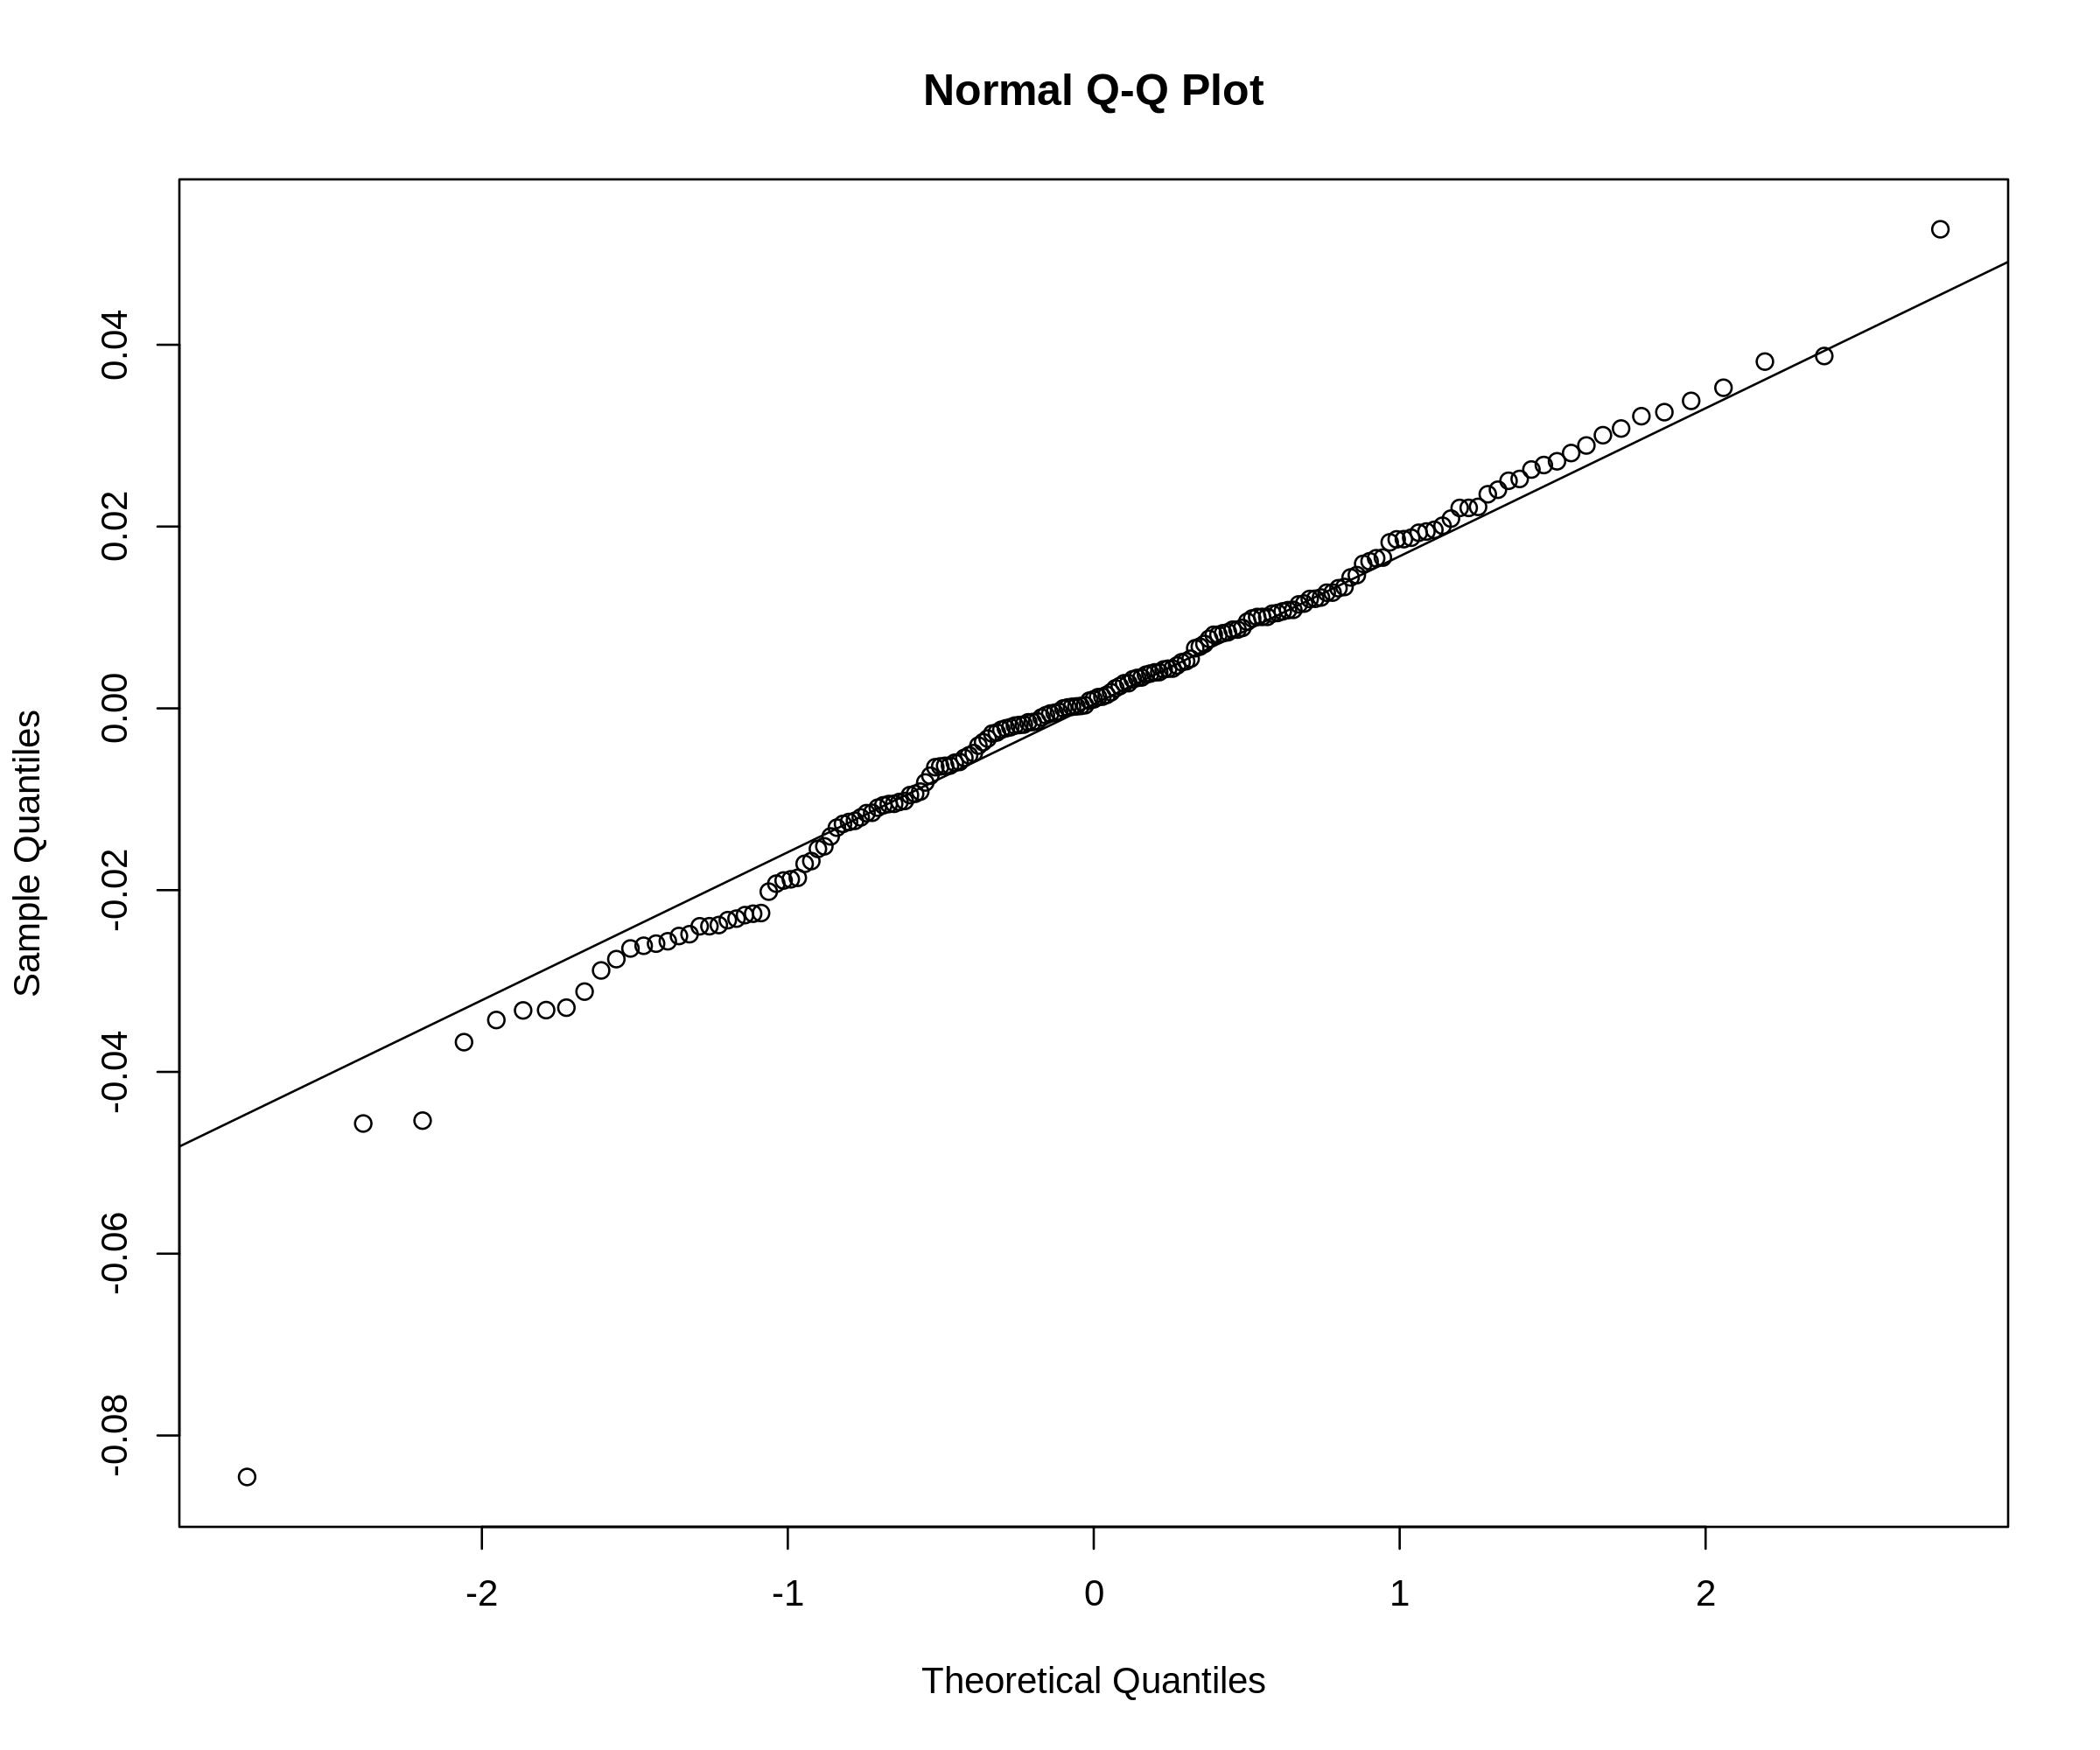 Normal Q-Q Plot
Sample Quantiles
0.04
0.02
0.00
-0.02
-0.04
-0.06
-0.08
-2 -1 0 1 2
Theoretical Quantiles